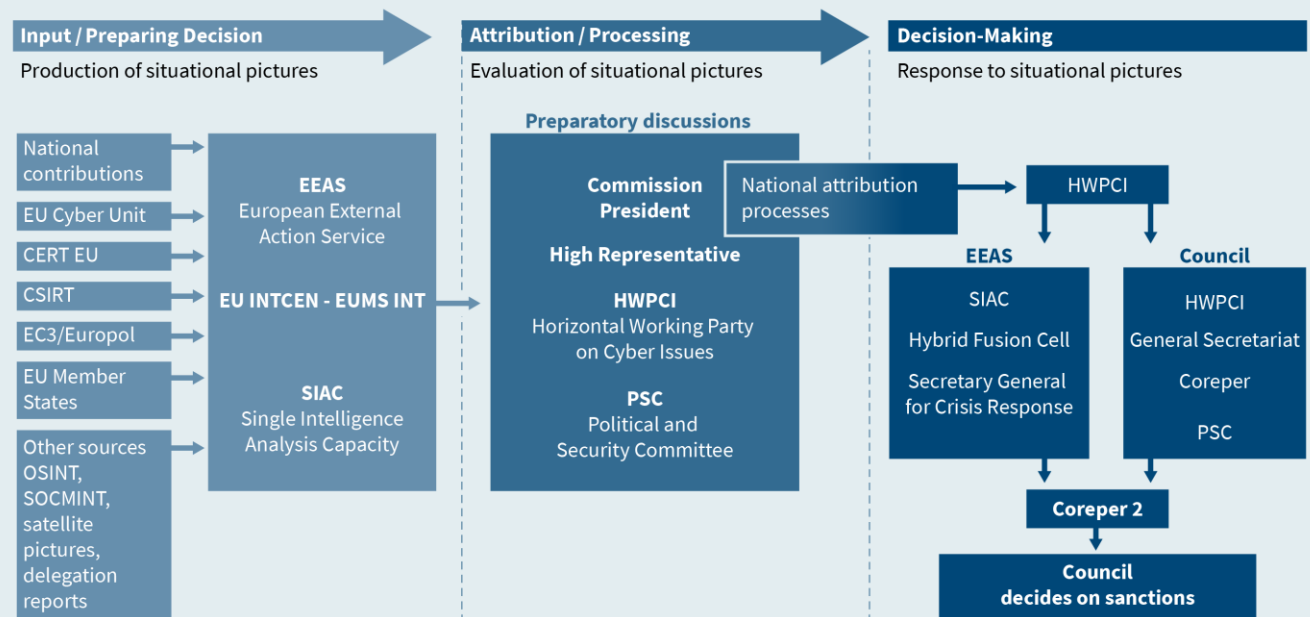 Input / Preparing Decision
Production of situational pictures
National
contributions
EU Cyber Unit
CERT EU
CSIRT
EC3/Europol
EU Member
States
Other sources
OSINT,
SOCMINT,
satellite
pictures,
delegation
reports
EEAS
European External
Action Service
EU INTCEN - EUMS INT
SIAC
Single Intelligence
Analysis Capacity
Attribution / Processing
Evaluation of situational pictures
Preparatory discussions
Commission
President
High Representative
HWPCI
Horizontal Working Party
on Cyber Issues
PSC
Political and
Security Committee
National attribution
processes
Decision-Making
Response to situational pictures
HWPCI
EEAS
SIAC
Hybrid Fusion Cell
Secretary General
for Crisis Response
Council
HWPCI
General Secretariat
Coreper
PSC
Coreper 2
Council
decides on sanctions